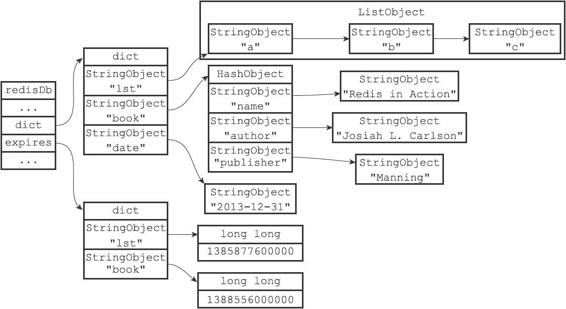 redisDb
...
dict
expires
...
dict
StringObject
"lst"
StringObject
"book"
StringObject
"date"
ListObject
StringObject
"a"
StringObject
"b"
StringObject
"c"
HashObject
StringObject
"name"
StringObject
"author"
StringObject
"publisher"
StringObject
"Redis in Action"
StringObject
"Josiah L. Carlson"
StringObject
"Manning"
StringObject
"2013-12-31"
dict
StringObject
"lst"
StringObject
"book"
long long
1385877600000
long long
1388556000000